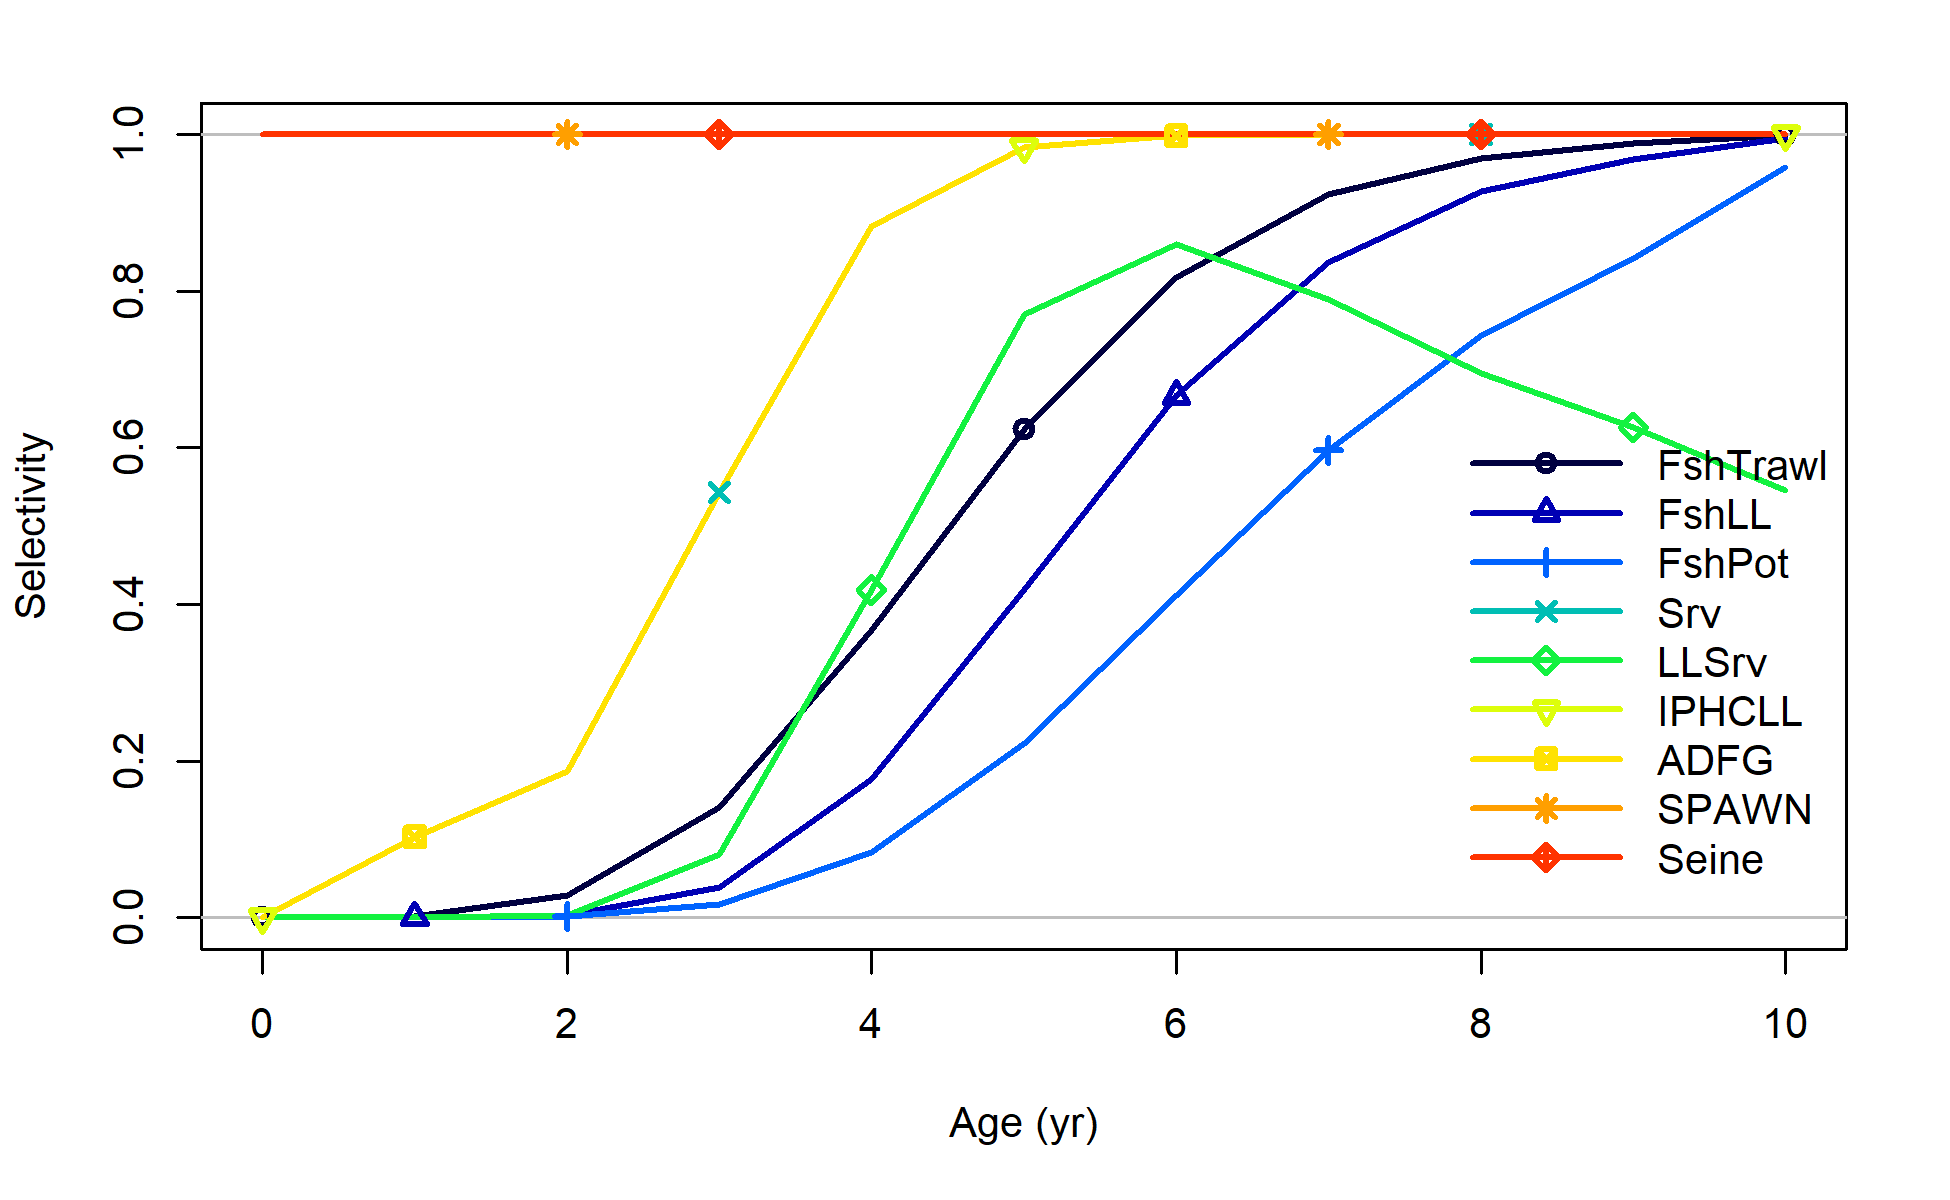 1.0
0.8
0.6
0.4
0.2
0.0
Selectivity
FshTrawl
FshLL
FshPot
Srv
LLSrv
IPHCLL
ADFG
SPAWN
Seine
0 2 4 6 8 10
Age (yr)